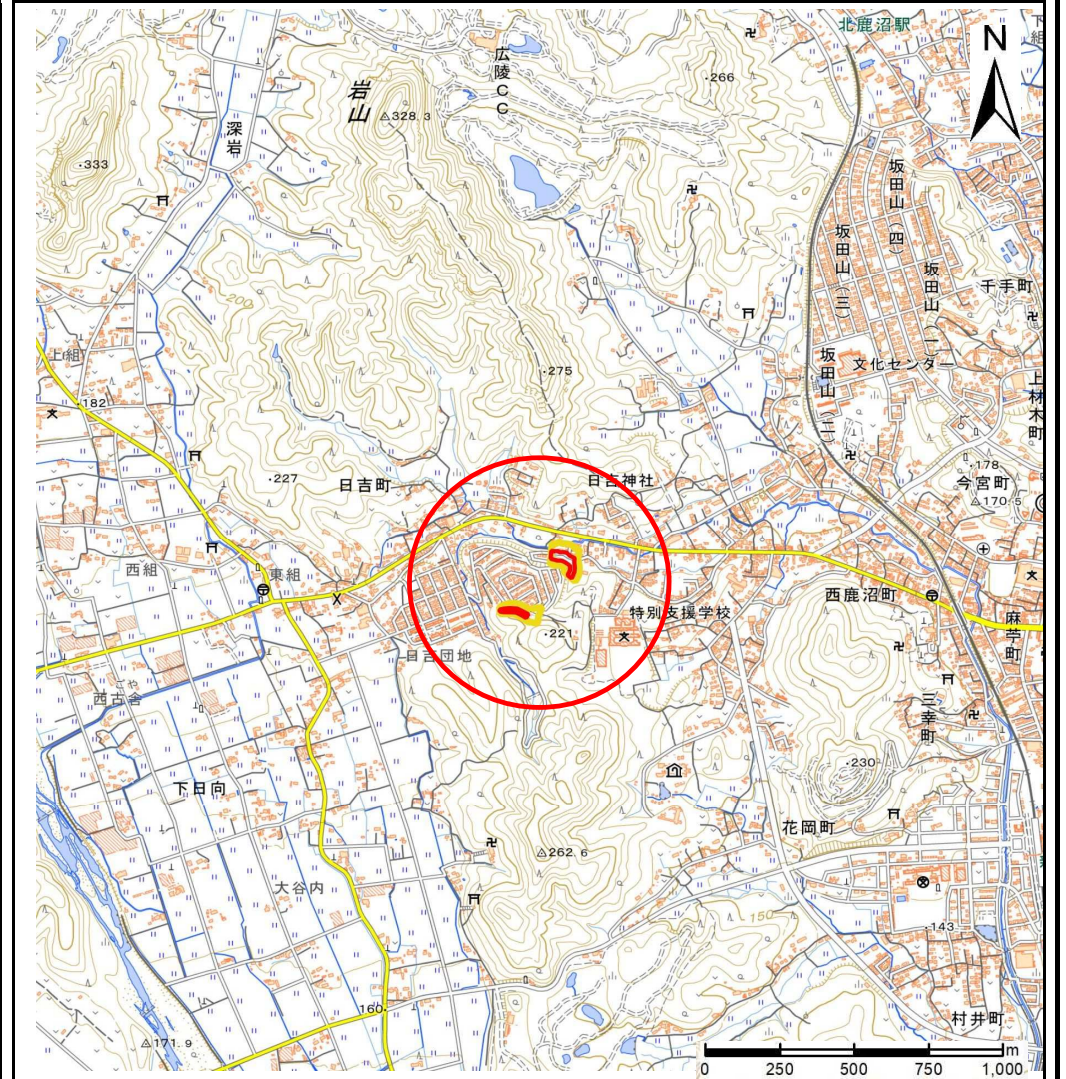 北鹿沼駅
N
広陵CC
・266
岩山
△328.3
深岩
・333
坂田山(四)
坂田山(三)
坂田山(一)
千手町
200
文化センター
坂田山(二)
上材木町
・275
上組
・182
・178
今宮町
△170.5
・227
日吉町
日吉神社
西組
東組
西鹿沼町
特別支援学校
麻苧町
・221
日吉団地
ごや
西古舎
三幸町
・230
下日向
花岡町
△262.6
大谷内
150
・143
160
村井町
△171.9
m
0 250 500 750 1,000